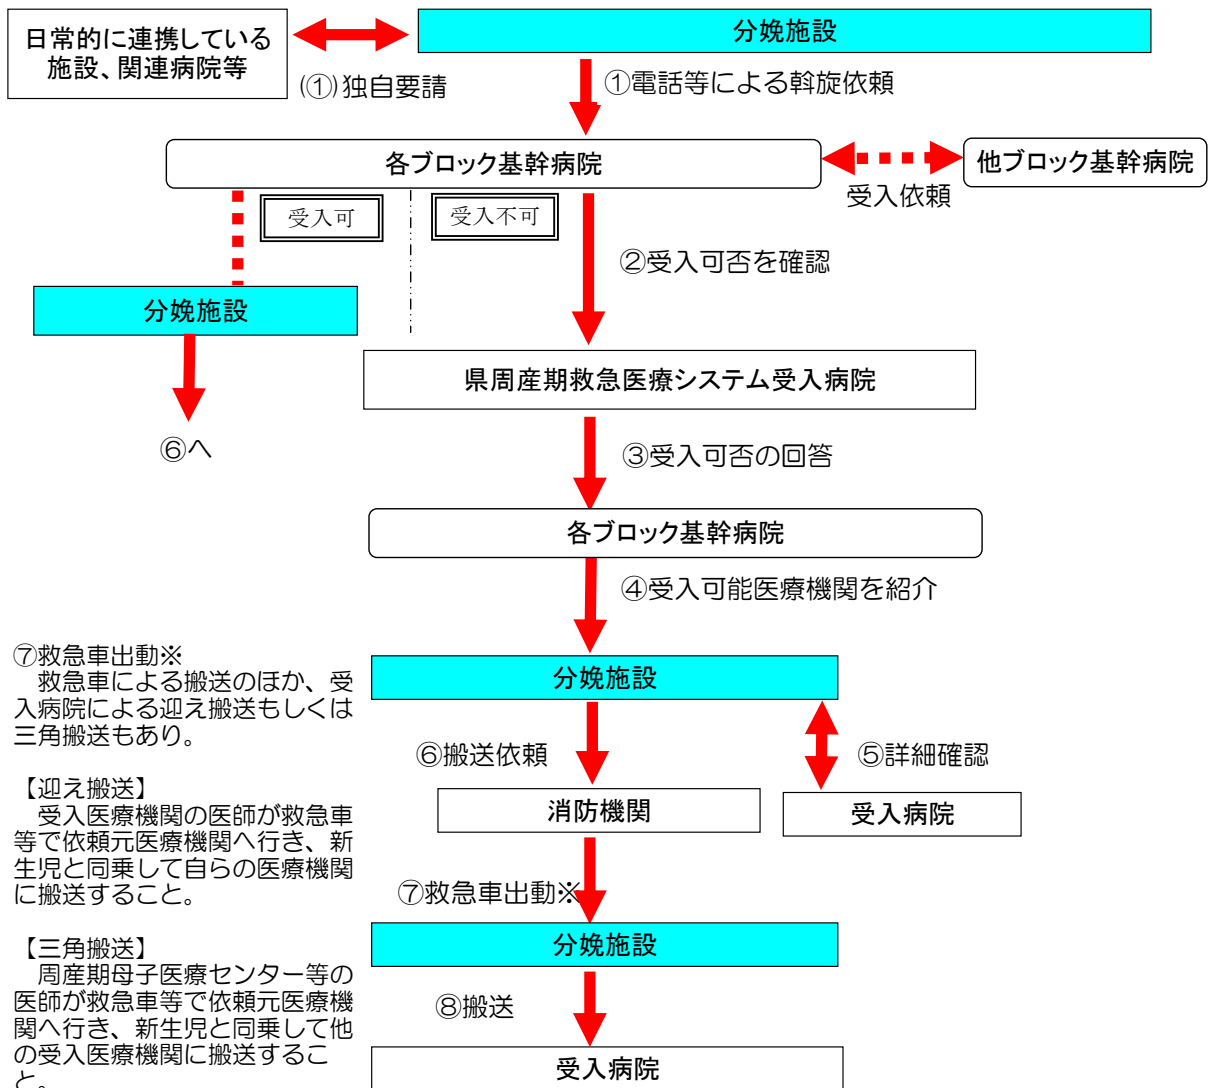 日常的に連携している
施設、関連病院等
分娩施設
(①)独自要請
①電話等による斡旋依頼
各ブロック基幹病院
他ブロック基幹病院
受入依頼
受入可
受入不可
②受入可否を確認
分娩施設
県周産期救急医療システム受入病院
⑥へ
③受入可否の回答
各ブロック基幹病院
④受入可能医療機関を紹介
分娩施設
⑥搬送依頼
⑤詳細確認
消防機関
受入病院
⑦救急車出動※
分娩施設
⑧搬送
受入病院
⑦救急車出動※
救急車による搬送のほか、受
入病院による迎え搬送もしくは
三角搬送もあり。
【迎え搬送】
受入医療機関の医師が救急車
等で依頼元医療機関へ行き、新
生児と同乗して自らの医療機関
に搬送すること。
【三角搬送】
周産期母子医療センター等の
医師が救急車等で依頼元医療機
関へ行き、新生児と同乗して他
の受入医療機関に搬送するこ
と。